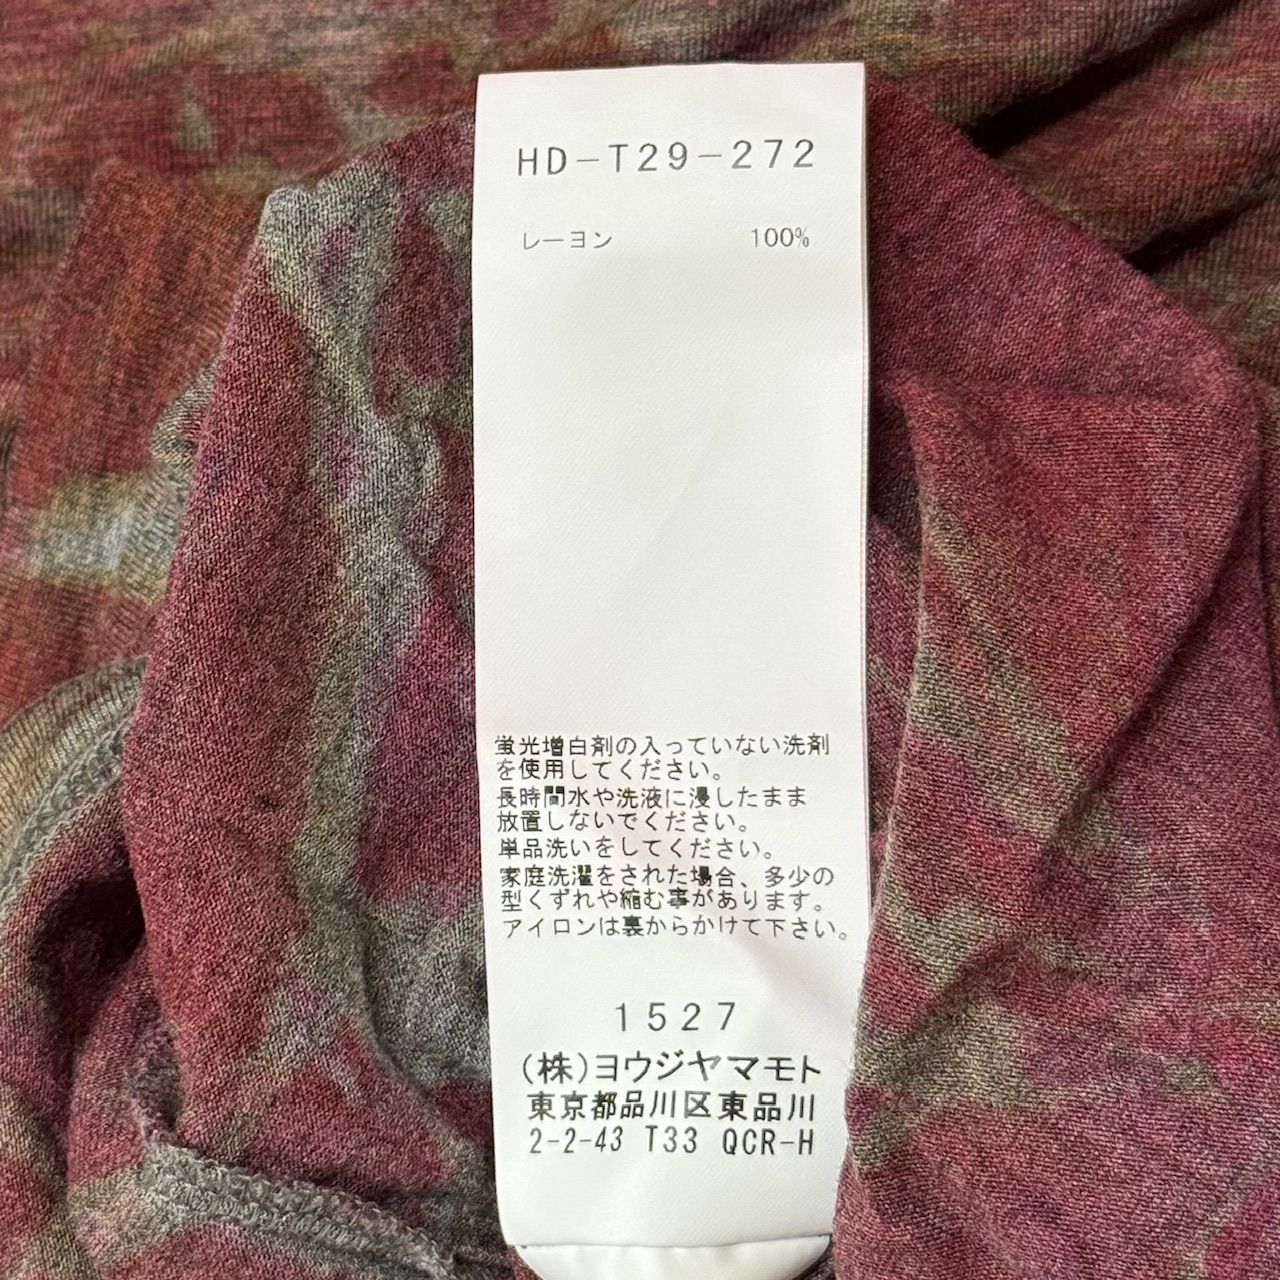 HD-T29-272
レーヨン 100%
蛍光増白剤の入っていない洗剤
を使用してください。
長時間水や洗液に浸したまま
放置しないでください。
単品洗いをしてください。
家庭洗濯をされた場合、多少の
型くずれや縮む事があります。
アイロンは裏からかけて下さい。
1527
(株)ヨウジヤマモト
東京都品川区東品川
2-2-43 T33 QCR-H